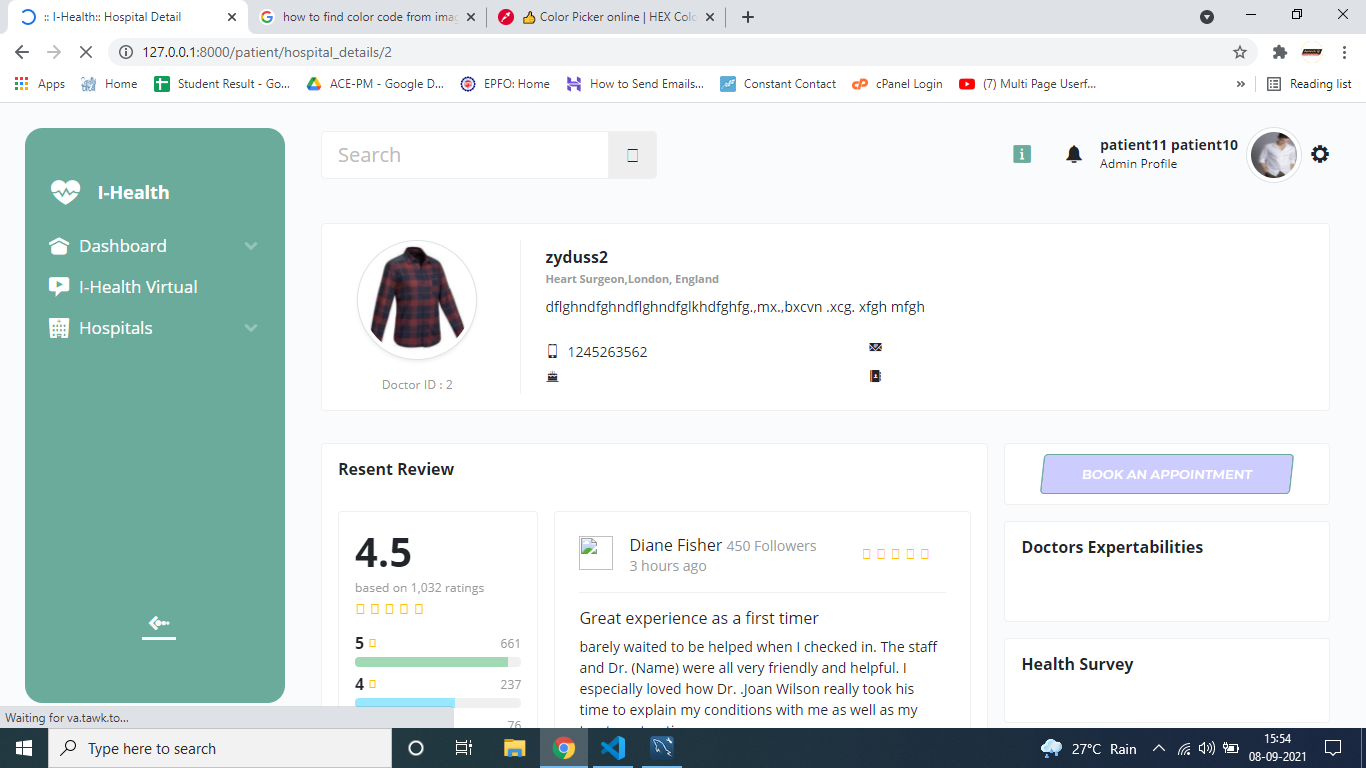 :: I-Health:: Hospital Detail
how to find color code from imag
👍 Color Picker online | HEX Colo
127.0.0.1:8000/patient/hospital_details/2
Apps
Home
Student Result - Go...
ACE-PM - Google D...
EPFO: Home
How to Send Emails...
Constant Contact
cPanel Login
(7) Multi Page Userf...
»
Reading list
I-Health
Dashboard
I-Health Virtual
Hospitals
Search
patient11 patient10
Admin Profile
zyduss2
Heart Surgeon,London, England
dflghndfghndflghndfglkhdfghfg.,mx.,bxcvn .xcg. xfgh mfgh
1245263562
Doctor ID : 2
Resent Review
4.5
based on 1,032 ratings
5
661
4
237
76
Diane Fisher 450 Followers
3 hours ago
Great experience as a first timer
barely waited to be helped when I checked in. The staff
and Dr. (Name) were all very friendly and helpful. I
especially loved how Dr. .Joan Wilson really took his
time to explain my conditions with me as well as my
BOOK AN APPOINTMENT
Doctors Expertabilities
Health Survey
Waiting for va.tawk.to...
Type here to search
27°C Rain
15:54
08-09-2021